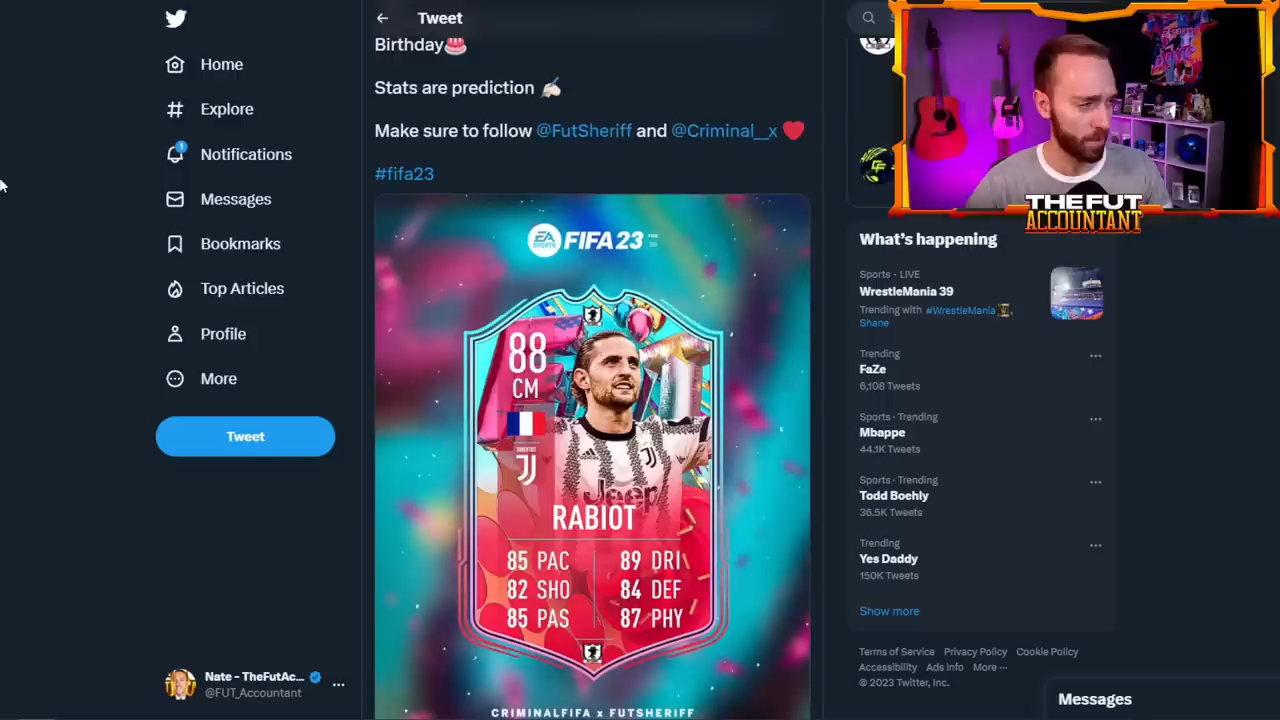 Tweet
Home
Explore
1
Notifications
Messages
Bookmarks
Top Articles
Profile
More
Tweet
Nate - TheFutAc...
@FUT_Accountant
Birthday🎂
Stats are prediction ✍🏻
Make sure to follow @FutSheriff and @Criminal__x ❤️
#fifa23
EA SPORTS FIFA 23
88
CM
Jeep
RABIOT
85 PAC 89 DRI
82 SHO 84 DEF
85 PAS 87 PHY
CRIMINALFIFA x FUTSHERIFF
THE FUT
ACCOUNTANT
What's happening
Sports · LIVE
WrestleMania 39
Trending with #WrestleMania,
Shane
Trending
FaZe
6,108 Tweets
Sports · Trending
Mbappe
44.1K Tweets
Sports · Trending
Todd Boehly
36.5K Tweets
Trending
Yes Daddy
150K Tweets
Show more
Terms of Service Privacy Policy Cookie Policy
Accessibility Ads info More ···
© 2023 Twitter, Inc.
Messages